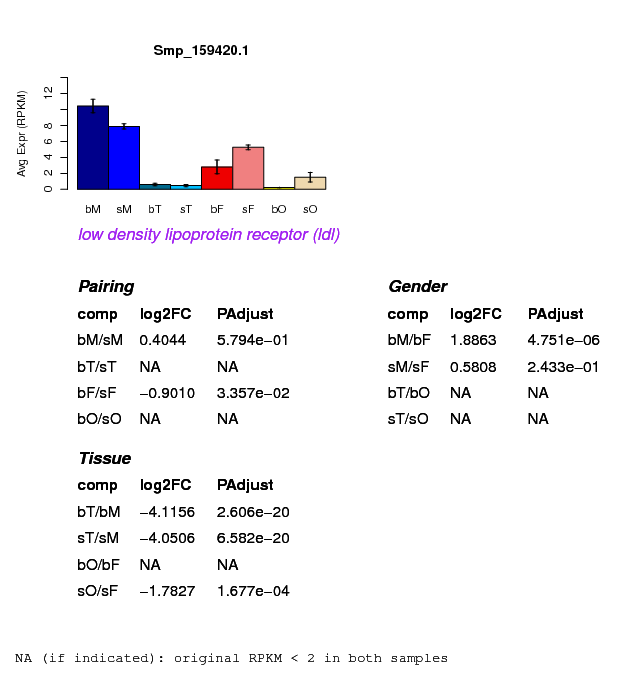 Smp_159420.1
Avg Expr (RPKM)
0 2 4 6 8 12
bM sM bT sT bF sF bO sO
low density lipoprotein receptor (ldl)
Pairing
comp log2FC PAdjust
bM/sM 0.4044 5.794e−01
bT/sT NA NA
bF/sF −0.9010 3.357e−02
bO/sO NA NA
Gender
comp log2FC PAdjust
bM/bF 1.8863 4.751e−06
sM/sF 0.5808 2.433e−01
bT/bO NA NA
sT/sO NA NA
Tissue
comp log2FC PAdjust
bT/bM −4.1156 2.606e−20
sT/sM −4.0506 6.582e−20
bO/bF NA NA
sO/sF −1.7827 1.677e−04
NA (if indicated): original RPKM < 2 in both samples